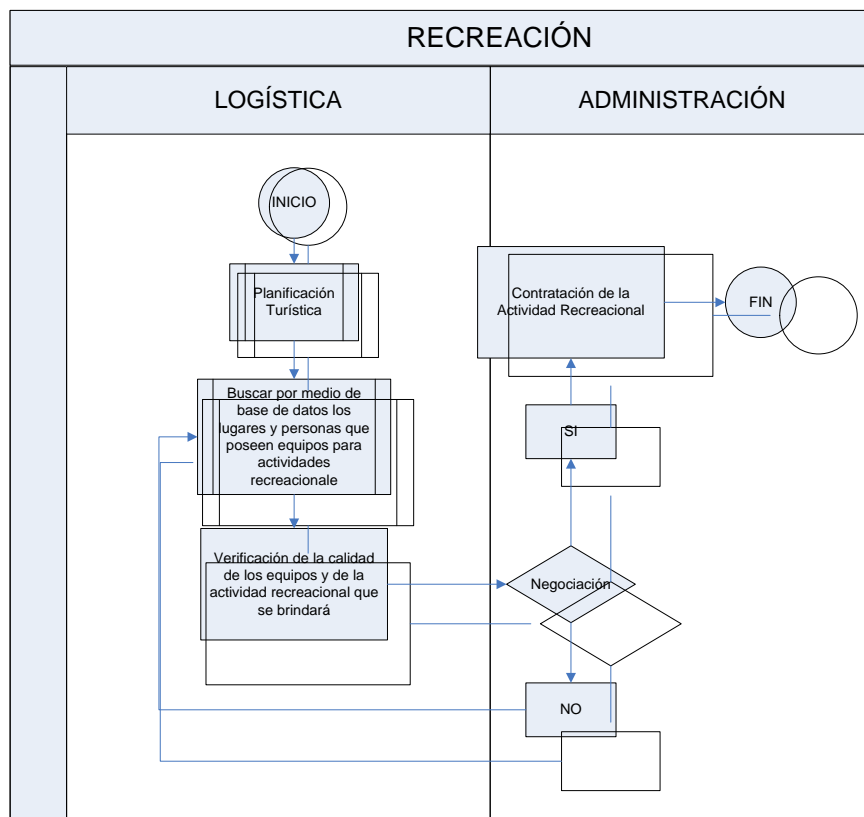 RECREACIÓN
LOGÍSTICA
ADMINISTRACIÓN
INICIO
Planificación
Turística
Buscar por medio de
base de datos los
lugares y personas que
poseen equipos para
actividades
recreacionale
Verificación de la calidad
de los equipos y de la
actividad recreacional que
se brindará
Contratación de la
Actividad Recreacional
FIN
SI
Negociación
NO